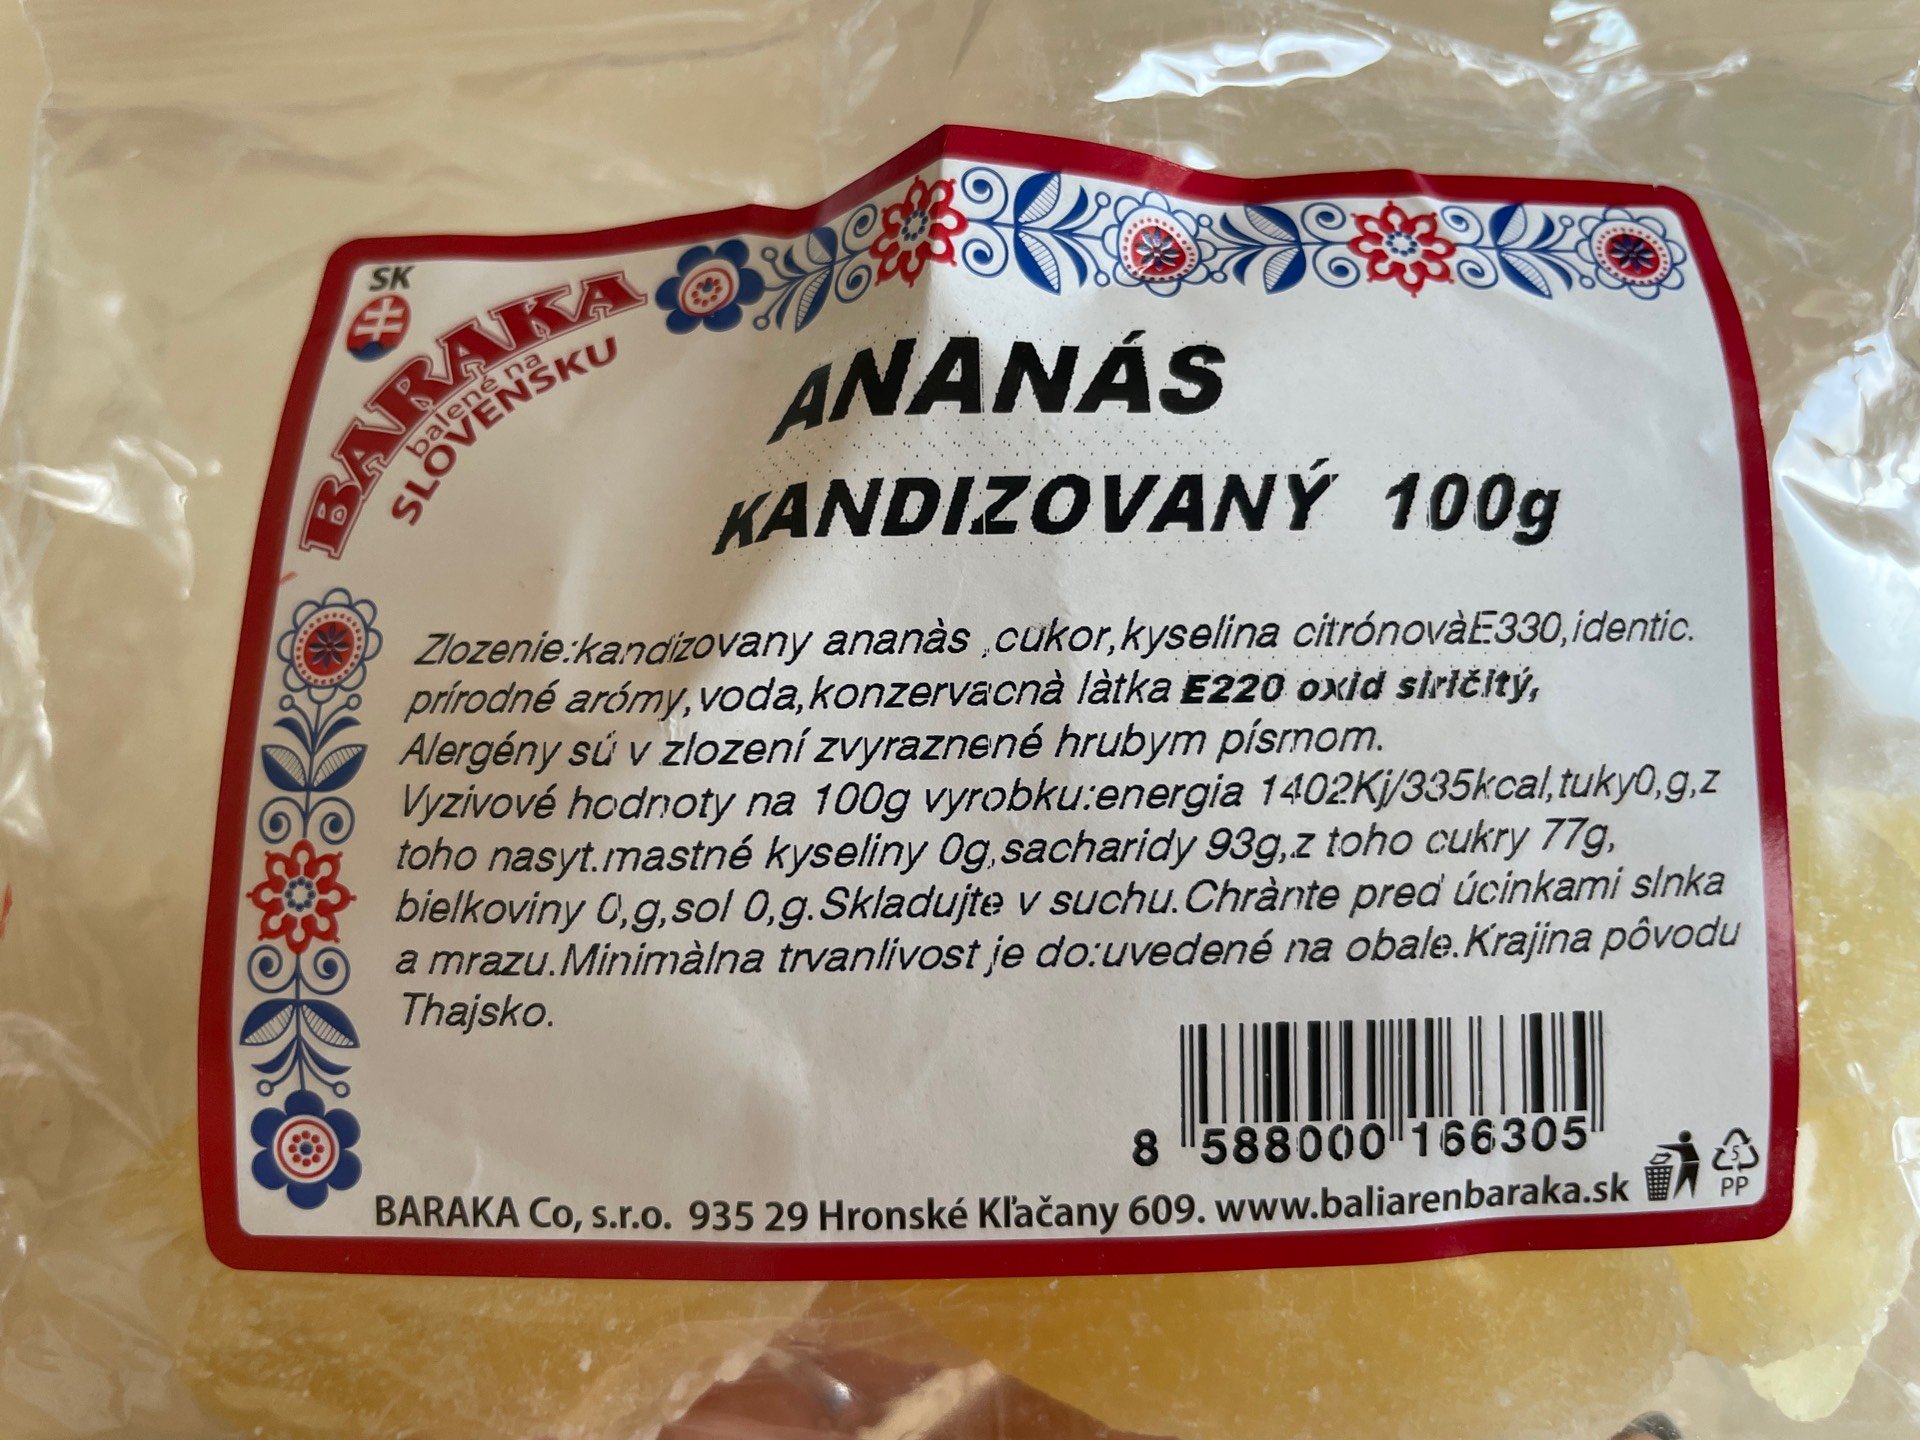 SK
BARAKA
balené na
SLOVENSKU
ANANÁS
KANDIZOVANÝ 100g
Zlozenie:kandizovany ananàs ,cukor,kyselina citrónovàE330,identic.
prírodné arómy,voda,konzervacnà làtka E220 oxid siričitý,
Alergény sú v zlození zvyraznené hrubym písmom.
Vyzivové hodnoty na 100g vyrobku:energia 1402Kj/335kcal,tuky0,g,z
toho nasyt.mastné kyseliny 0g,sacharidy 93g,z toho cukry 77g,
bielkoviny 0,g,sol 0,g.Skladujte v suchu.Chrànte pred úcinkami slnka
a mrazu.Minimàlna trvanlivost je do:uvedené na obale.Krajina pôvodu
Thajsko.
8 588000 166305
5
PP
BARAKA Co, s.r.o. 935 29 Hronské Kľačany 609. www.baliarenbaraka.sk